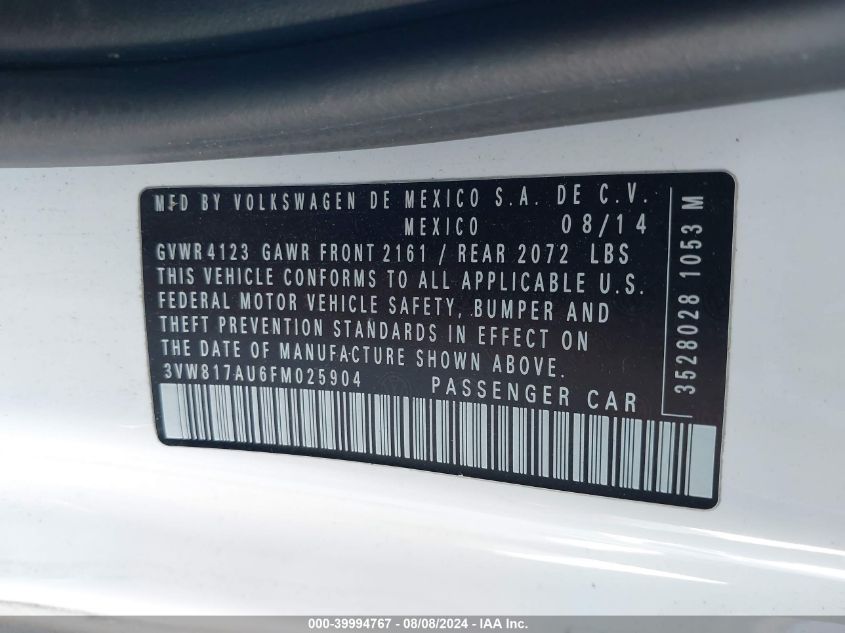 MFD BY VOLKSWAGEN DE MEXICO S.A. DE C.V.
MEXICO 08/14
GVWR 4123 GAWR FRONT 2161 / REAR 2072 LBS
THIS VEHICLE CONFORMS TO ALL APPLICABLE U.S.
FEDERAL MOTOR VEHICLE SAFETY, BUMPER AND
THEFT PREVENTION STANDARDS IN EFFECT ON
THE DATE OF MANUFACTURE SHOWN ABOVE.
3VW817AU6FM025904 PASSENGER CAR
3528028 1053 M
000-39994767 - 08/08/2024 - IAA Inc.